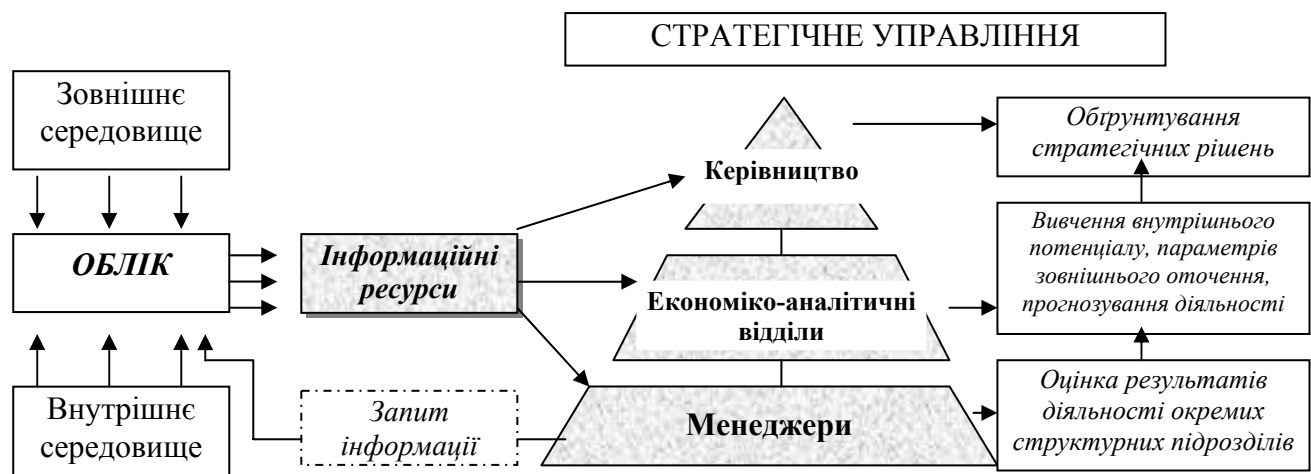 СТРАТЕГІЧНЕ УПРАВЛІННЯ
Зовнішнє
середовище
ОБЛІК
Внутрішнє
середовище
Інформаційні
ресурси
Запит
інформації
Керівництво
Економіко-аналітичні
відділи
Менеджери
Обґрунтування
стратегічних рішень
Вивчення внутрішнього
потенціалу, параметрів
зовнішнього оточення,
прогнозування діяльності
Оцінка результатів
діяльності окремих
структурних підрозділів